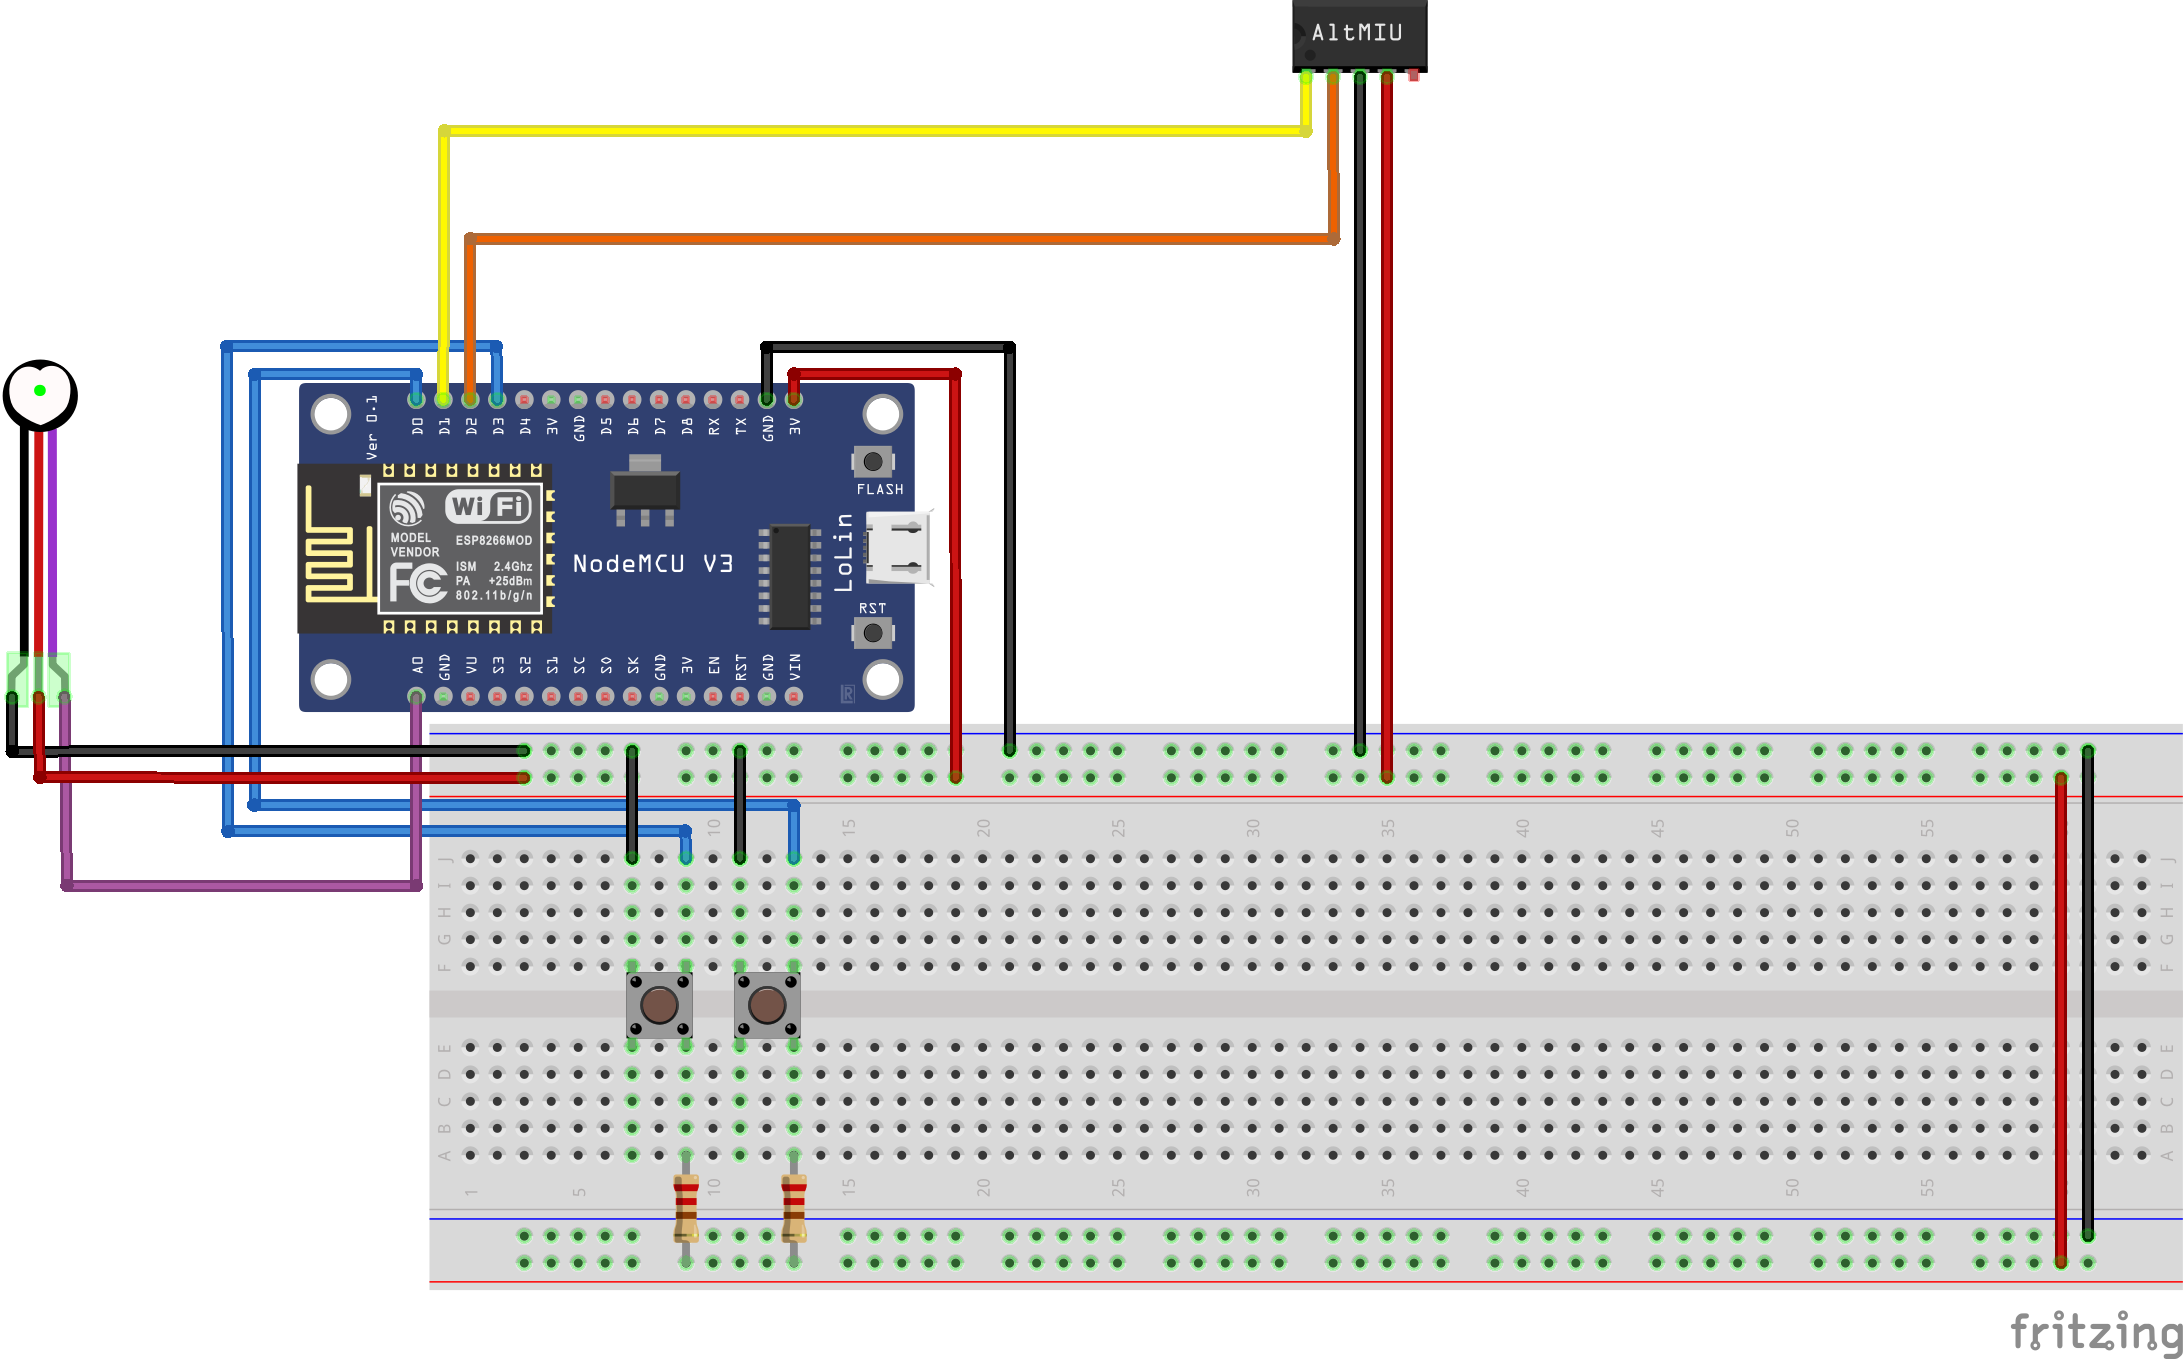 AltMIU
Ver 0.1
D0 D1 D2 D3 D4 3V GND D5 D6 D7 D8 RX TX GND 3V
FLASH
WiFi
MODEL
VENDOR
ESP8266MOD
FC
ISM 2.4Ghz
PA +25dBm
802.11b/g/n
NodeMCU V3
LoLin
RST
A0 GND VU S3 S2 S1 SC S0 SK GND 3V EN RST GND VIN
R
10 15 20 25 30 35 40 45 50 55
J J
I I
H H
G G
F F
E E
D D
C C
B B
A A
1 5 10 15 20 25 30 35 40 45 50 55
fritzing